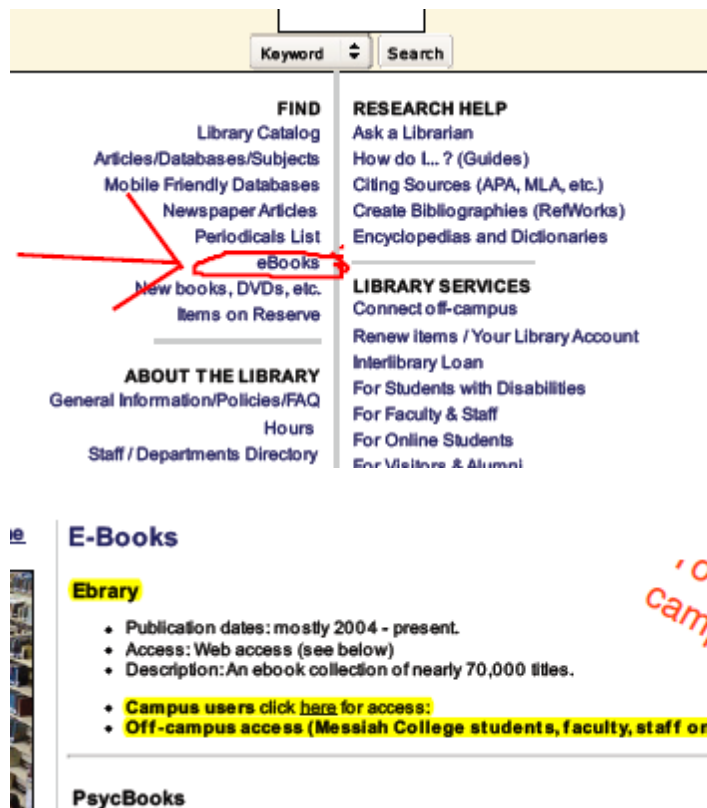 Keyword Search
FIND
Library Catalog
Articles/Databases/Subjects
Mobile Friendly Databases
Newspaper Articles
Periodicals List
eBooks
New books, DVDs, etc.
Items on Reserve
ABOUT THE LIBRARY
General Information/Policies/FAQ
Hours
Staff / Departments Directory
RESEARCH HELP
Ask a Librarian
How do I... ? (Guides)
Citing Sources (APA, MLA, etc.)
Create Bibliographies (RefWorks)
Encyclopedias and Dictionaries
LIBRARY SERVICES
Connect off-campus
Renew items / Your Library Account
Interlibrary Loan
For Students with Disabilities
For Faculty & Staff
For Online Students
For Visitors & Alumni
E-Books
Ebrary
Publication dates: mostly 2004 - present.
Access: Web access (see below)
Description: An ebook collection of nearly 70,000 titles.
Campus users click here for access:
Off-campus access (Messiah College students, faculty, staff
PsycBooks